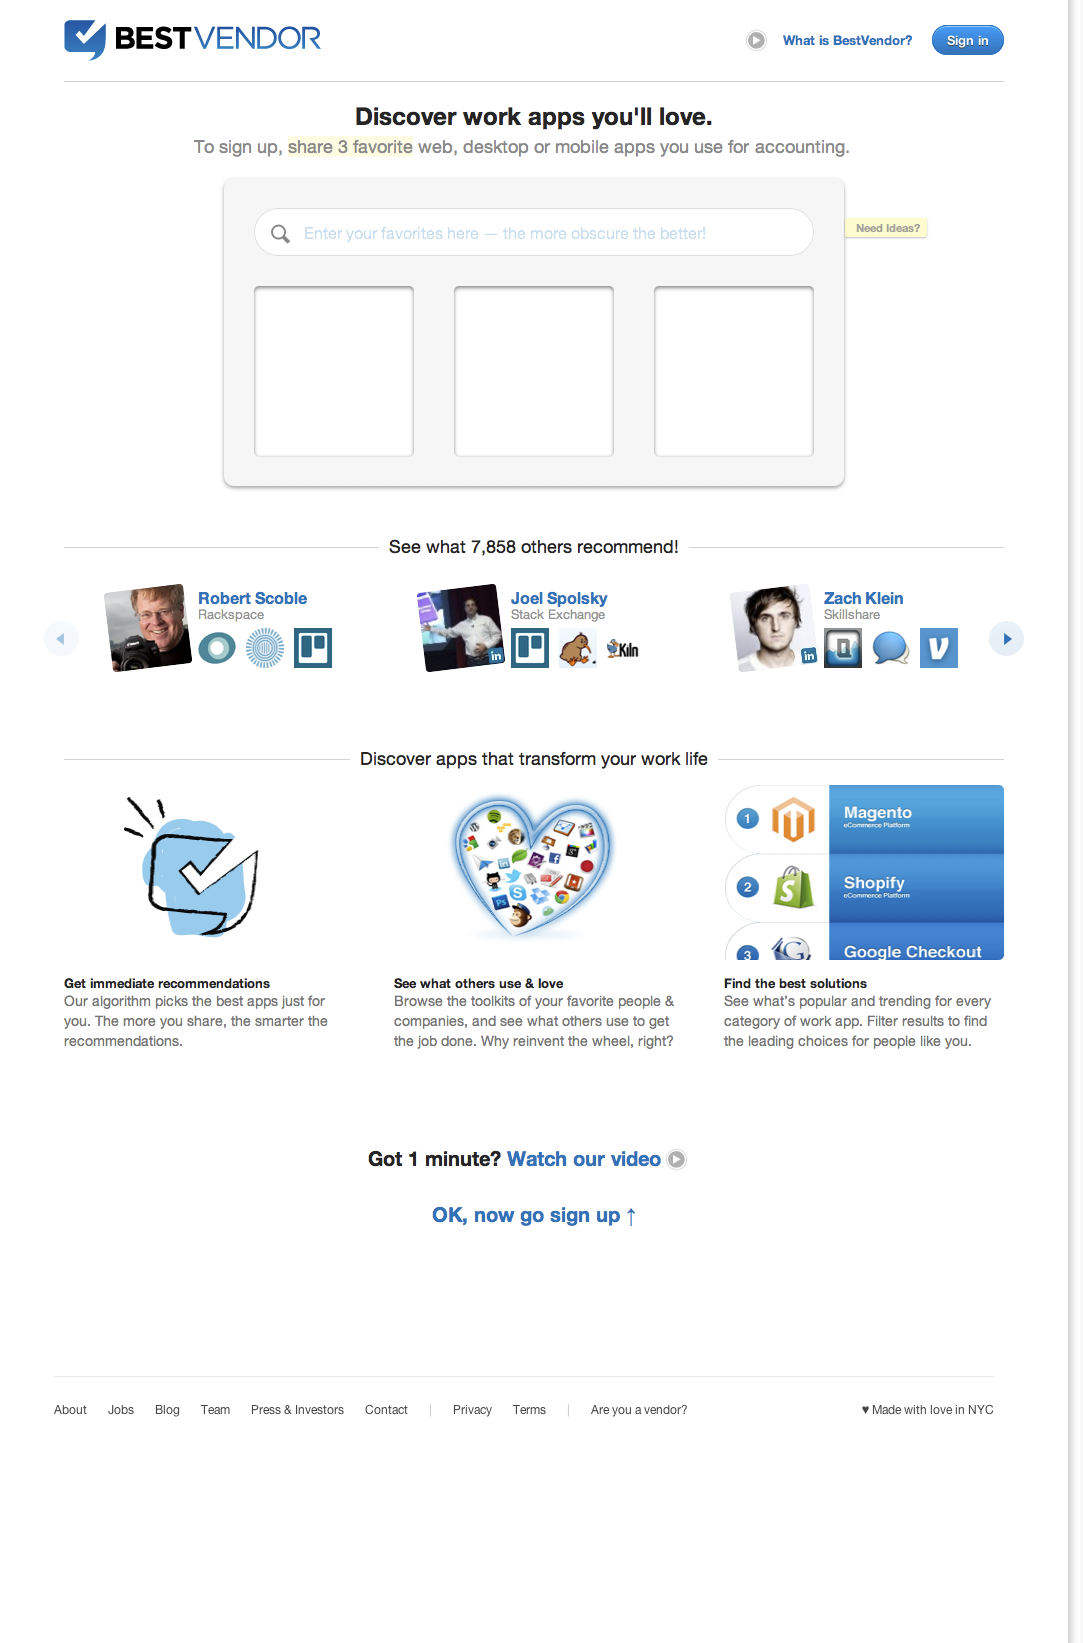 BESTVENDOR
What is BestVendor?
Sign in
Discover work apps you'll love.
To sign up, share 3 favorite web, desktop or mobile apps you use for accounting.
Enter your favorites here — the more obscure the better!
Need Ideas?
See what 7,858 others recommend!
Robert Scoble
Rackspace
Joel Spolsky
Stack Exchange
in
Kiln
Zach Klein
Skillshare
in
Discover apps that transform your work life
1
Magento
eCommerce Platform
2
Shopify
eCommerce Platform
3
Google Checkout
Get immediate recommendations
Our algorithm picks the best apps just for
you. The more you share, the smarter the
recommendations.
See what others use & love
Browse the toolkits of your favorite people &
companies, and see what others use to get
the job done. Why reinvent the wheel, right?
Find the best solutions
See what's popular and trending for every
category of work app. Filter results to find
the leading choices for people like you.
Got 1 minute? Watch our video
OK, now go sign up ↑
About Jobs Blog Team Press & Investors Contact | Privacy Terms | Are you a vendor? ♥ Made with love in NYC